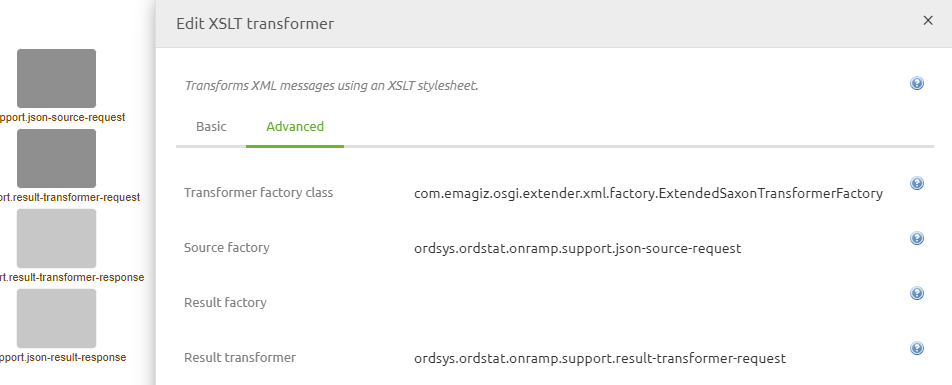 Edit XSLT transformer
×
Transforms XML messages using an XSLT stylesheet.
Basic
Advanced
Transformer factory class
com.emagiz.osgi.extender.xml.factory.ExtendedSaxonTransformerFactory
Source factory
ordsys.ordstat.onramp.support.json-source-request
Result factory
Result transformer
ordsys.ordstat.onramp.support.result-transformer-request
pport.json-source-request
ort.result-transformer-request
rt.result-transformer-response
pport.json-result-response